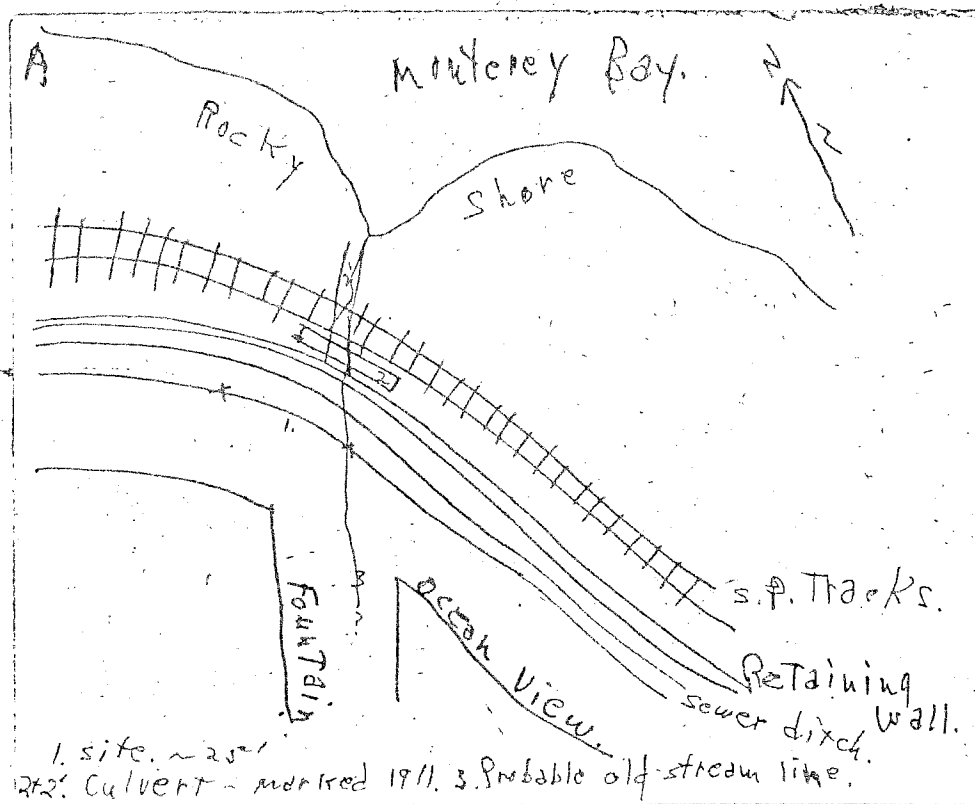 A
Monterey Bay.
N
Rocky
Shore
2'
2
1.
3
Fountain
Ocean View.
S.P. Tracks.
Retaining
Wall.
sewer ditch.
1. site. ~ 25'
2+2'. Culvert - marked 1911. 3. Probable old stream line.